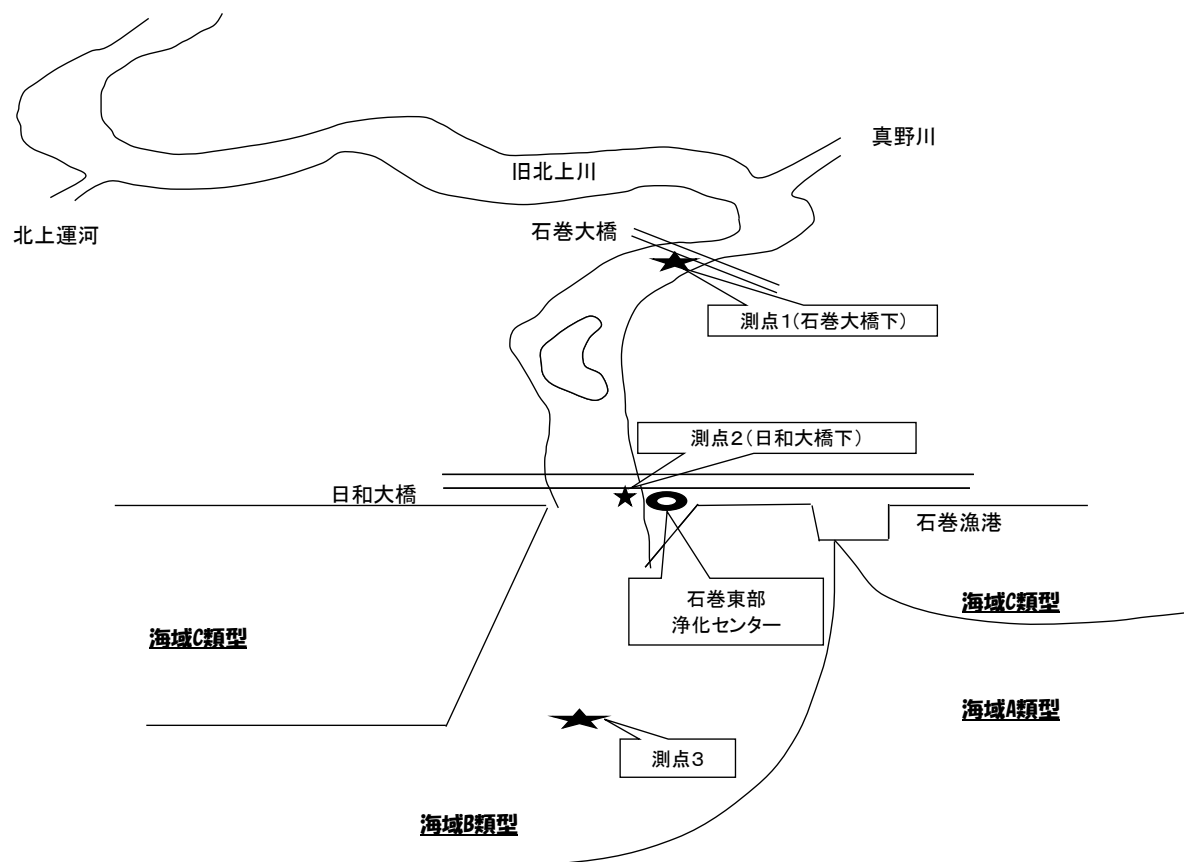 真野川
旧北上川
北上運河
石巻大橋
測点1(石巻大橋下)
測点2(日和大橋下)
日和大橋
石巻漁港
石巻東部
浄化センター
海域C類型
海域C類型
海域A類型
測点3
海域B類型